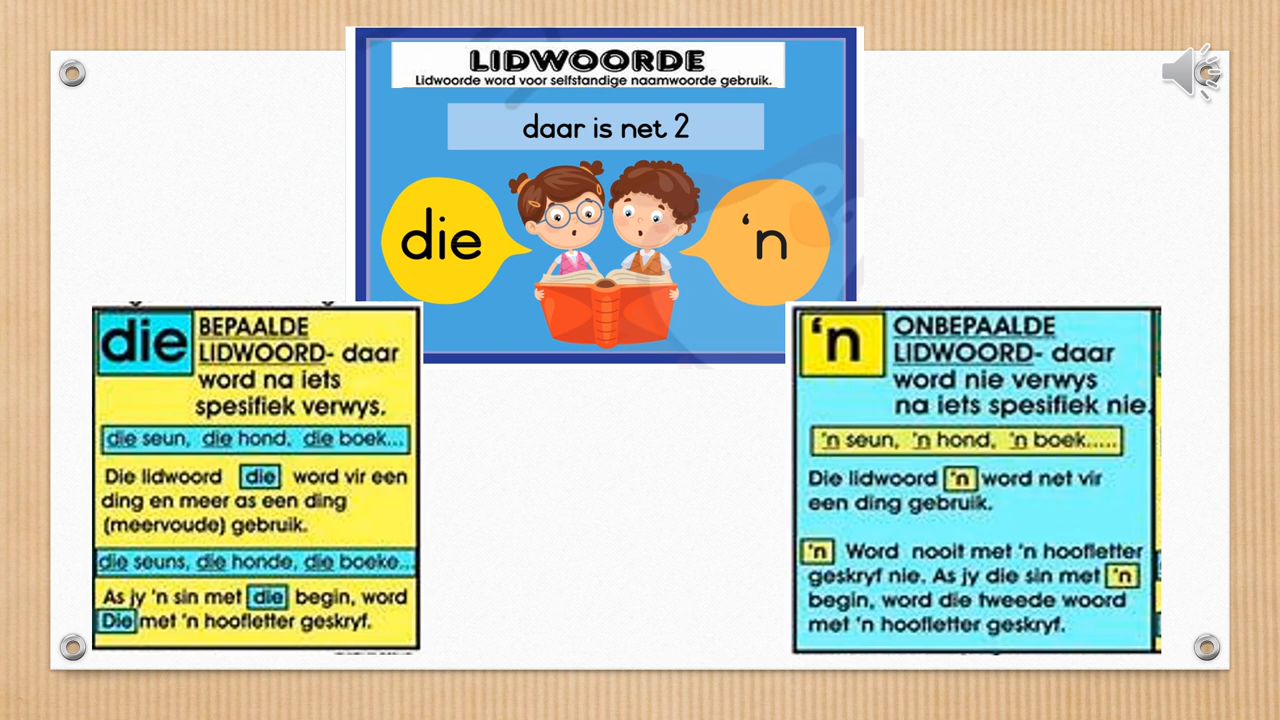 LIDWOORDE
Lidwoorde word voor selfstandige naamwoorde gebruik.
daar is net 2
die
‘n
die
BEPAALDE
LIDWOORD- daar
word na iets
spesifiek verwys.
die seun, die hond, die boek...
Die lidwoord die word vir een
ding en meer as een ding
(meervoude) gebruik.
die seuns, die honde, die boeke...
As jy 'n sin met die begin, word
Die met 'n hoofletter geskryf.
‘n
ONBEPAALDE
LIDWOORD- daar
word nie verwys
na iets spesifiek nie.
'n seun, 'n hond, 'n boek.....
Die lidwoord 'n word net vir
een ding gebruik.
'n Word nooit met 'n hoofletter
geskryf nie. As jy die sin met 'n
begin, word die tweede woord
met 'n hoofletter geskryf.